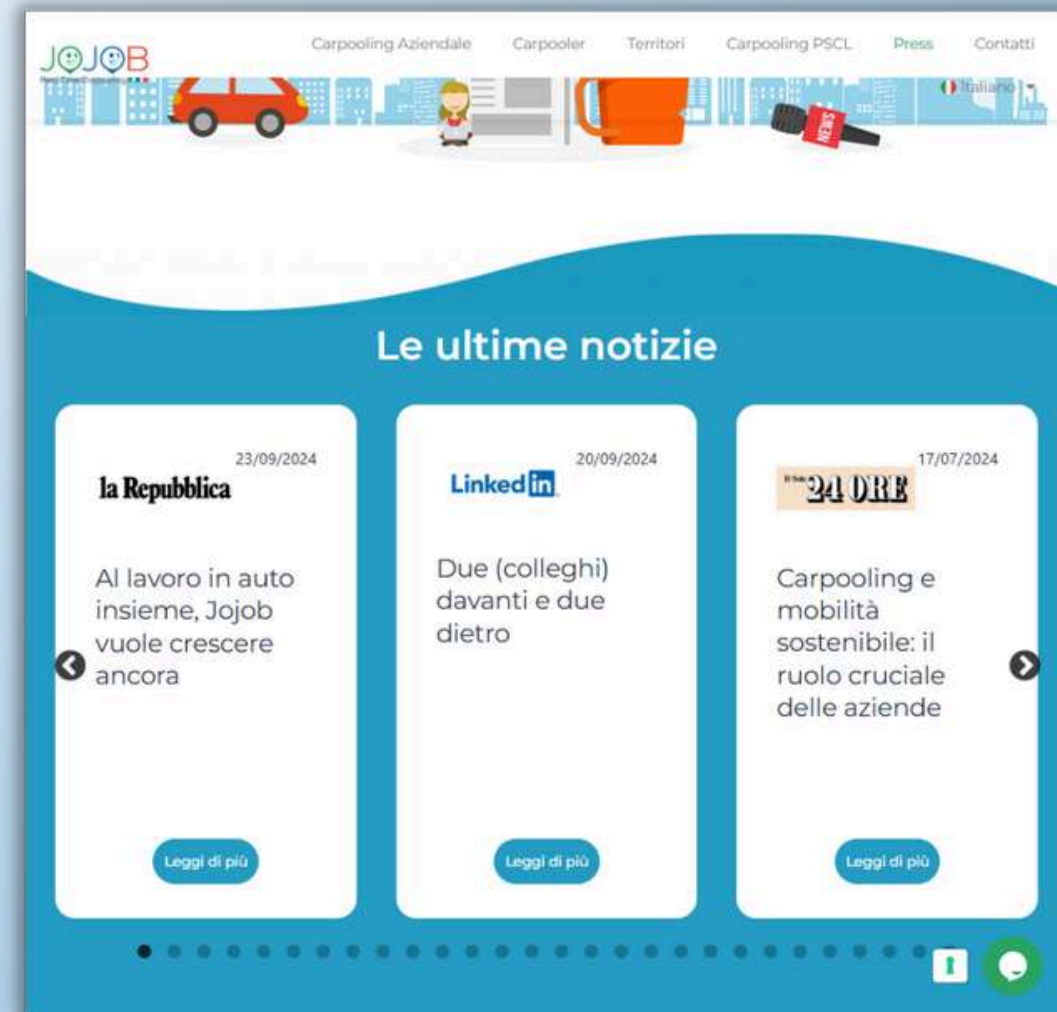 JOJOB
Carpooling Aziendale
Carpooler
Territori
Carpooling PSCL
Press
Contatti
Italiano
NEWS
Le ultime notizie
23/09/2024
la Repubblica
Al lavoro in auto
insieme, Jojob
vuole crescere
ancora
Leggi di più
20/09/2024
Linked in
Due (colleghi)
davanti e due
dietro
Leggi di più
17/07/2024
24 ORE
Carpooling e
mobilità
sostenibile: il
ruolo cruciale
delle aziende
Leggi di più